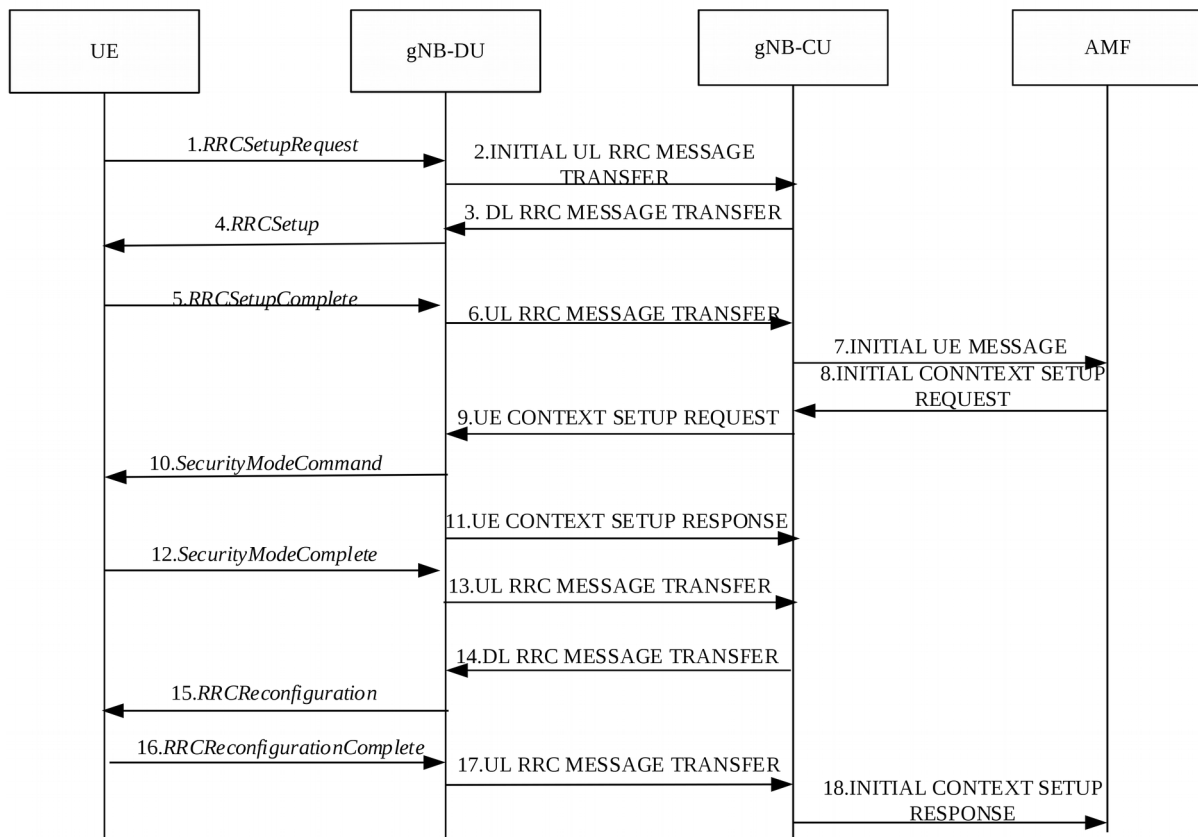 UE
gNB-DU
gNB-CU
AMF
1.RRCSetupRequest
2.INITIAL UL RRC MESSAGE
TRANSFER
3. DL RRC MESSAGE TRANSFER
4.RRCSetup
5.RRCSetupComplete
6.UL RRC MESSAGE TRANSFER
7.INITIAL UE MESSAGE
8.INITIAL CONNTEXT SETUP
REQUEST
9.UE CONTEXT SETUP REQUEST
10.SecurityModeCommand
11.UE CONTEXT SETUP RESPONSE
12.SecurityModeComplete
13.UL RRC MESSAGE TRANSFER
14.DL RRC MESSAGE TRANSFER
15.RRCReconfiguration
16.RRCReconfigurationComplete
17.UL RRC MESSAGE TRANSFER
18.INITIAL CONTEXT SETUP
RESPONSE